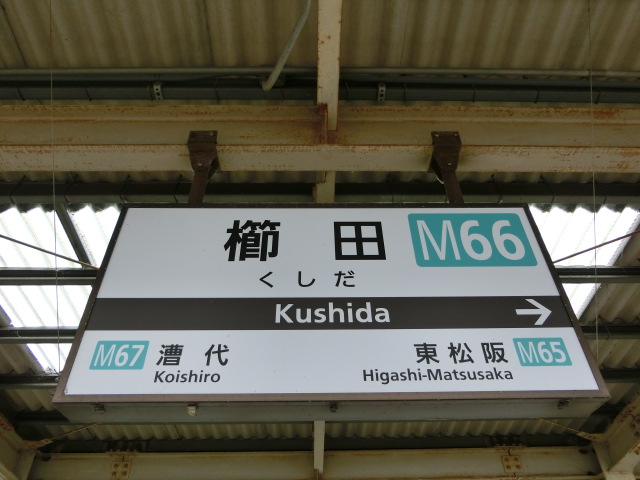 櫛田 M66
くしだ
Kushida →
M67 漕代 東松阪 M65
Koishiro Higashi-Matsusaka